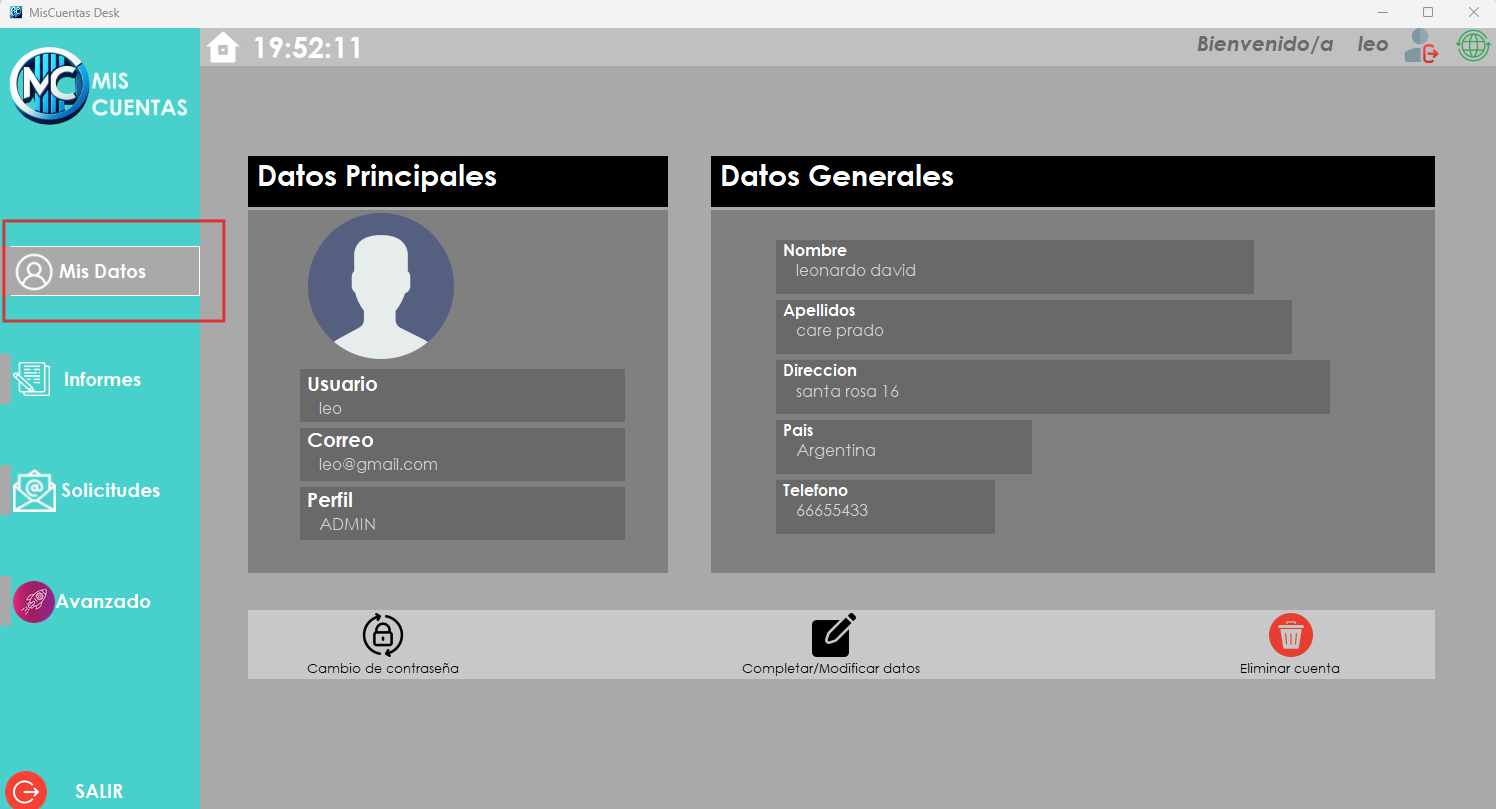 MisCuentas Desk
19:52:11
Bienvenido/a leo
MC MIS
CUENTAS
Mis Datos
Informes
Solicitudes
Avanzado
SALIR
Datos Principales
Usuario
leo
Correo
leo@gmail.com
Perfil
ADMIN
Datos Generales
Nombre
leonardo david
Apellidos
care prado
Direccion
santa rosa 16
Pais
Argentina
Telefono
66655433
Cambio de contraseña
Completar/Modificar datos
Eliminar cuenta